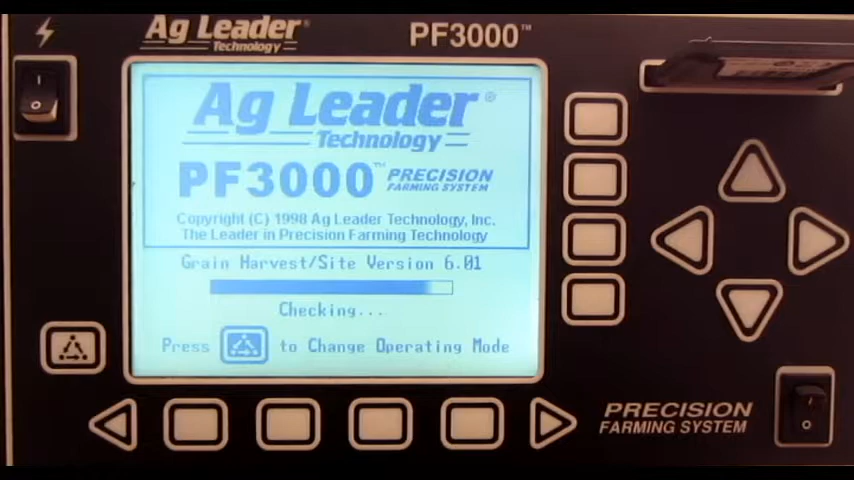 Ag Leader®
Technology
PF3000™
Ag Leader®
Technology
PF3000™ PRECISION
FARMING SYSTEM
Copyright (C) 1998 Ag Leader Technology, Inc.
The Leader in Precision Farming Technology
Grain Harvest/Site Version 6.01
Checking...
Press to Change Operating Mode
PRECISION
FARMING SYSTEM